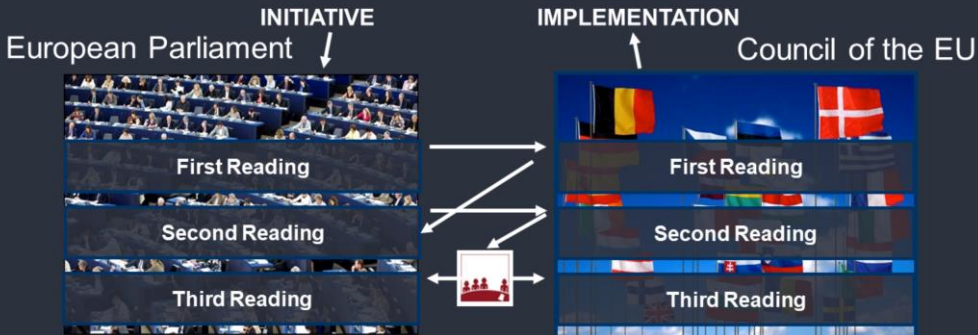 INITIATIVE
IMPLEMENTATION
European Parliament
Council of the EU
First Reading
First Reading
Second Reading
Second Reading
Third Reading
Third Reading